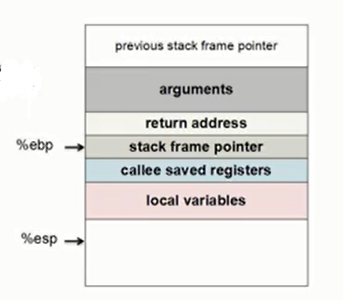 previous stack frame pointer
arguments
return address
%ebp
stack frame pointer
callee saved registers
local variables
%esp